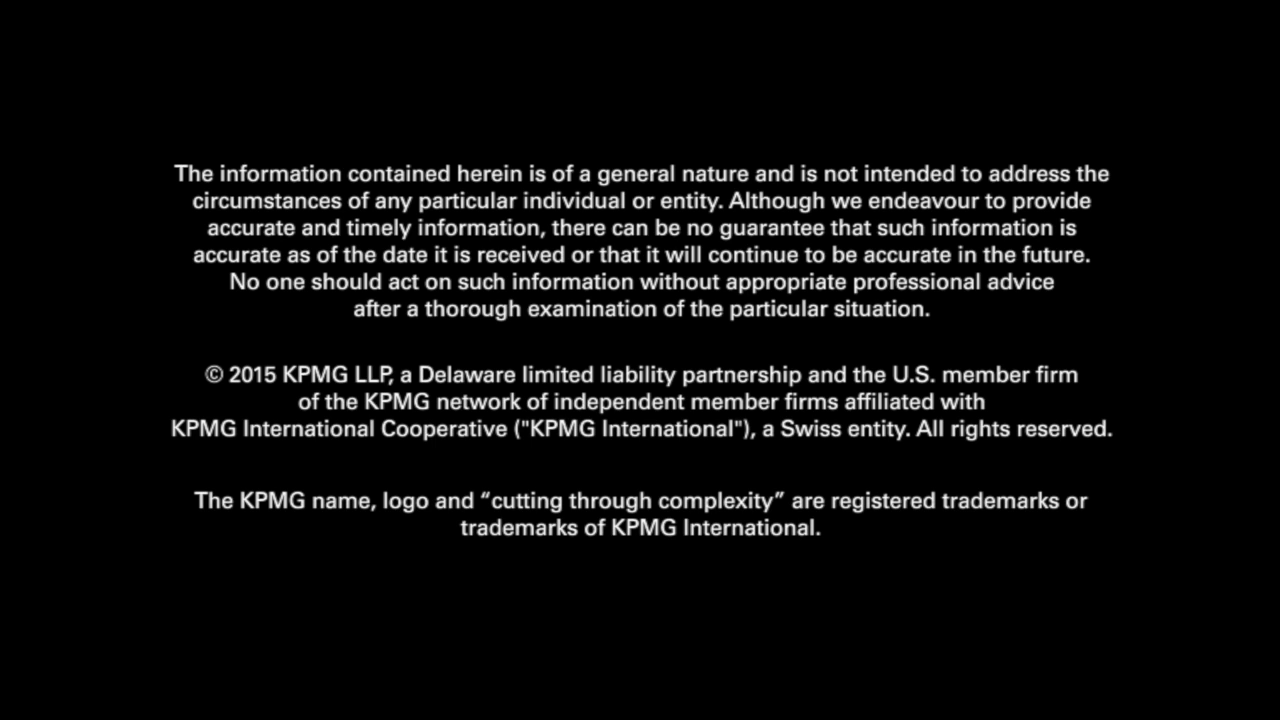 The information contained herein is of a general nature and is not intended to address the
circumstances of any particular individual or entity. Although we endeavour to provide
accurate and timely information, there can be no guarantee that such information is
accurate as of the date it is received or that it will continue to be accurate in the future.
No one should act on such information without appropriate professional advice
after a thorough examination of the particular situation.
© 2015 KPMG LLP, a Delaware limited liability partnership and the U.S. member firm
of the KPMG network of independent member firms affiliated with
KPMG International Cooperative ("KPMG International"), a Swiss entity. All rights reserved.
The KPMG name, logo and “cutting through complexity” are registered trademarks or
trademarks of KPMG International.